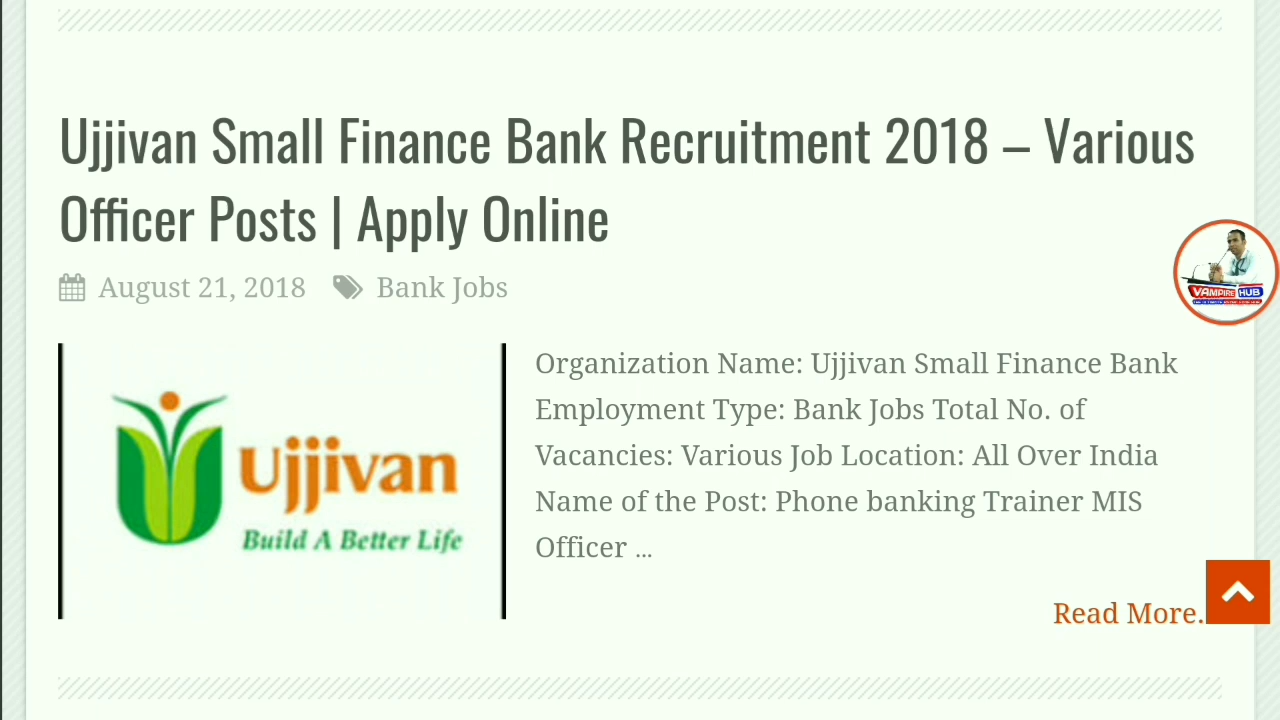 Ujjivan Small Finance Bank Recruitment 2018 – Various
Officer Posts | Apply Online
August 21, 2018 Bank Jobs
Organization Name: Ujjivan Small Finance Bank
Employment Type: Bank Jobs Total No. of
Vacancies: Various Job Location: All Over India
Name of the Post: Phone banking Trainer MIS
Officer ...
Ujjivan
Build A Better Life
Read More.
VAMPIRE HUB